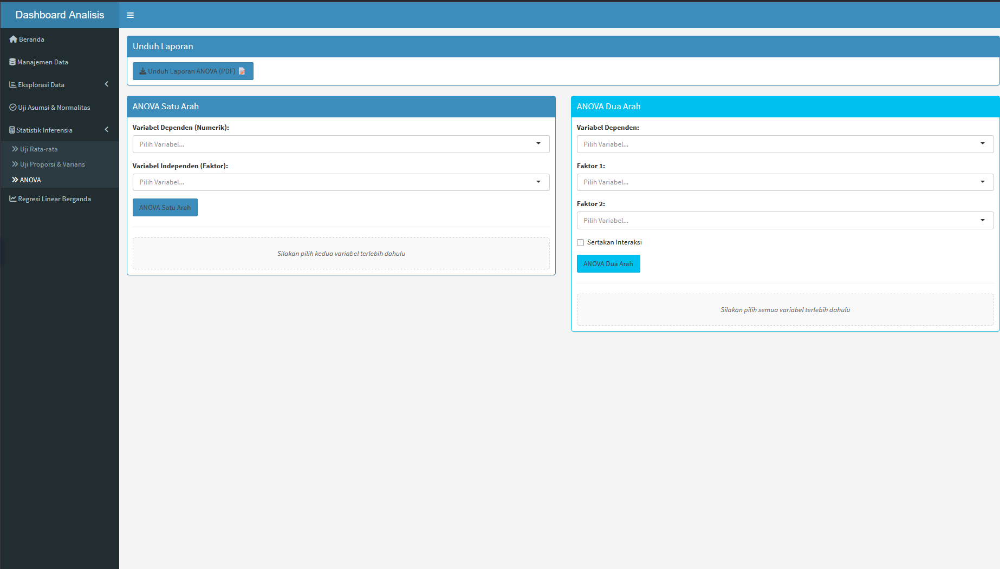 Dashboard Analisis
Beranda
Manajemen Data
Eksplorasi Data
Uji Asumsi & Normalitas
Statistik Inferensia
Uji Rata-rata
Uji Proporsi & Varians
ANOVA
Regresi Linear Berganda
Unduh Laporan
Unduh Laporan ANOVA (PDF)
ANOVA Satu Arah
Variabel Dependen (Numerik):
Pilih Variabel...
Variabel Independen (Faktor):
Pilih Variabel...
ANOVA Satu Arah
Silakan pilih kedua variabel terlebih dahulu
ANOVA Dua Arah
Variabel Dependen:
Pilih Variabel...
Faktor 1:
Pilih Variabel...
Faktor 2:
Pilih Variabel...
Sertakan Interaksi
ANOVA Dua Arah
Silakan pilih semua variabel terlebih dahulu